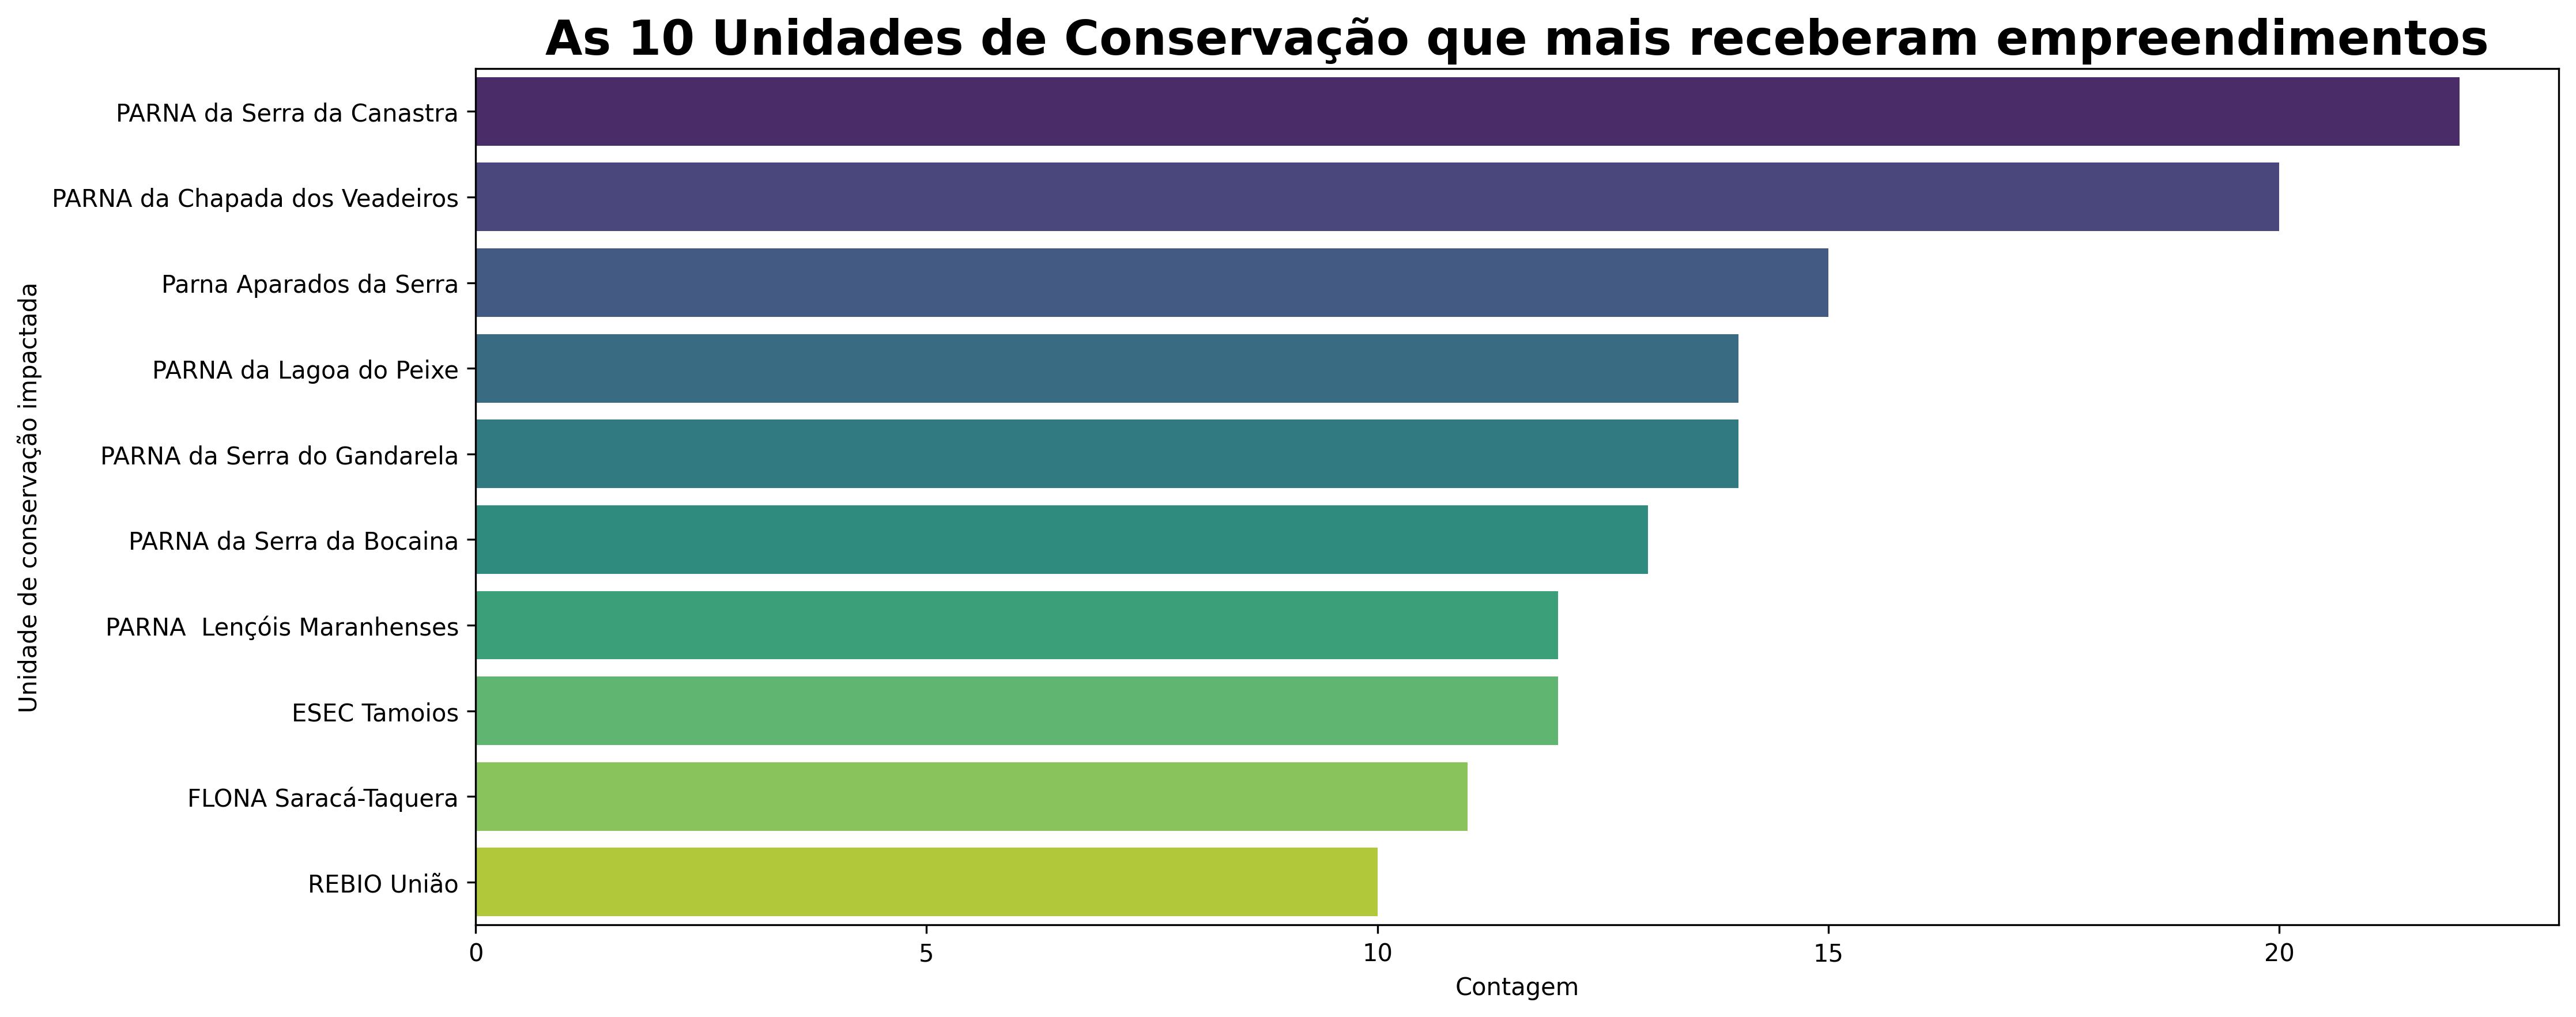 As 10 Unidades de Conservação que mais receberam empreendimentos
Unidade de conservação impactada
PARNA da Serra da Canastra
PARNA da Chapada dos Veadeiros
Parna Aparados da Serra
PARNA da Lagoa do Peixe
PARNA da Serra do Gandarela
PARNA da Serra da Bocaina
PARNA  Lençóis Maranhenses
ESEC Tamoios
FLONA Saracá-Taquera
REBIO União
0 5 10 15 20
Contagem